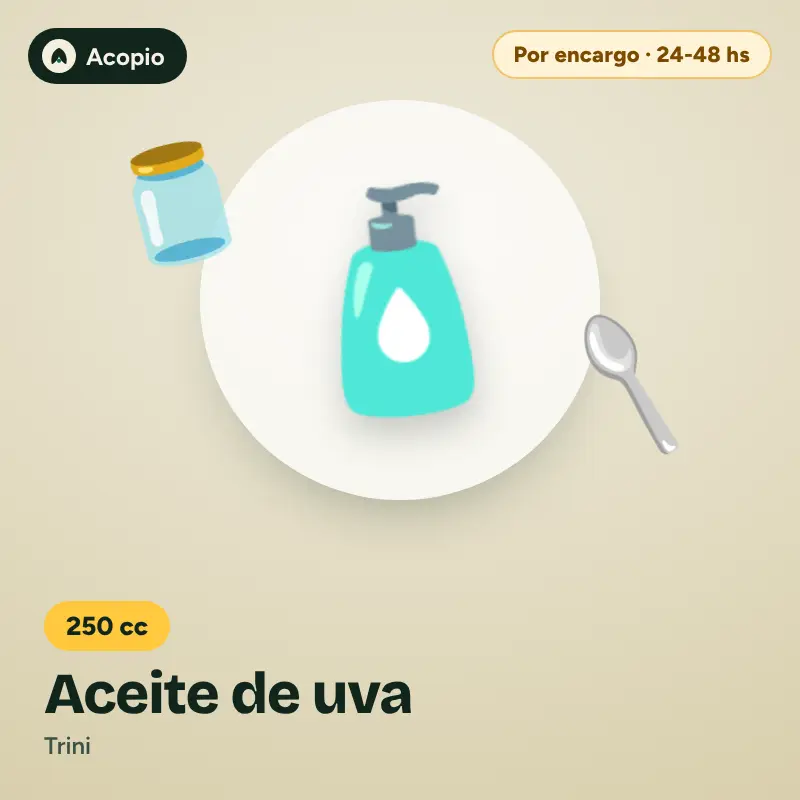 Acopio
Por encargo · 24-48 hs
250 cc
Aceite de uva
Trini